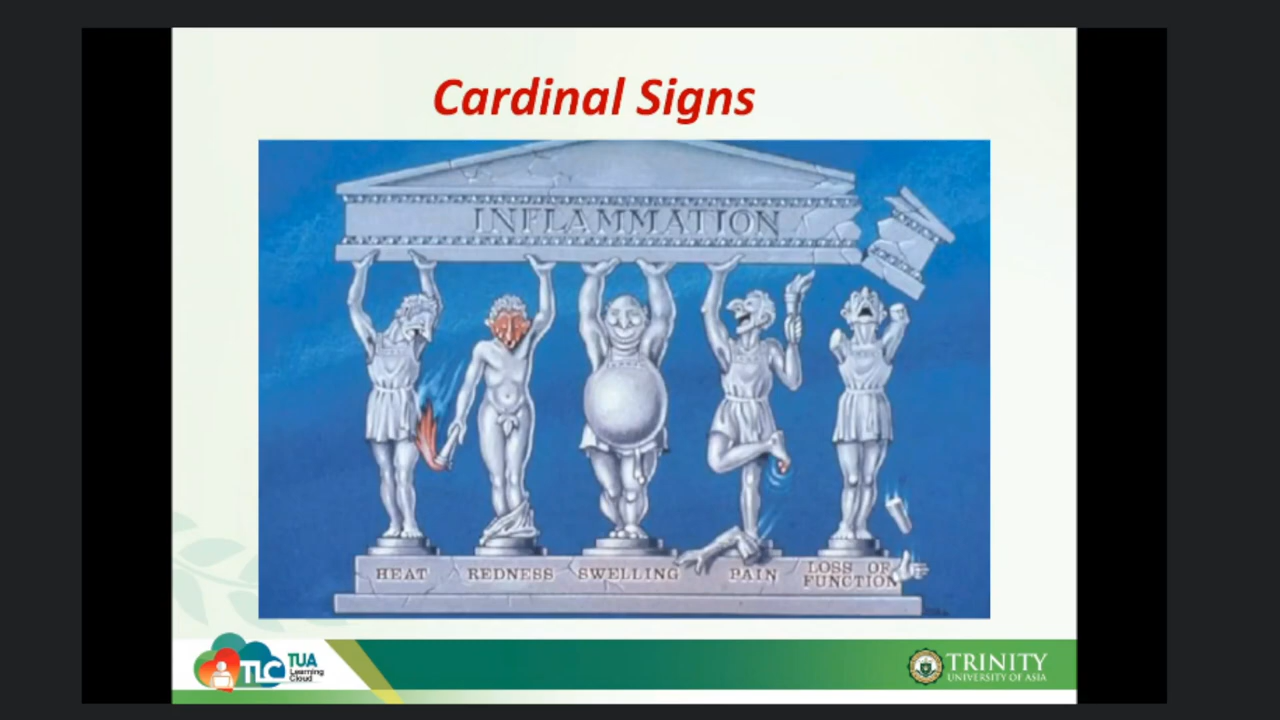 Cardinal Signs
INFLAMMATION
HEAT
REDNESS
SWELLING
PAIN
LOSS OF
FUNCTION
TLC
TUA
Learning
Cloud
TRINITY
UNIVERSITY OF ASIA